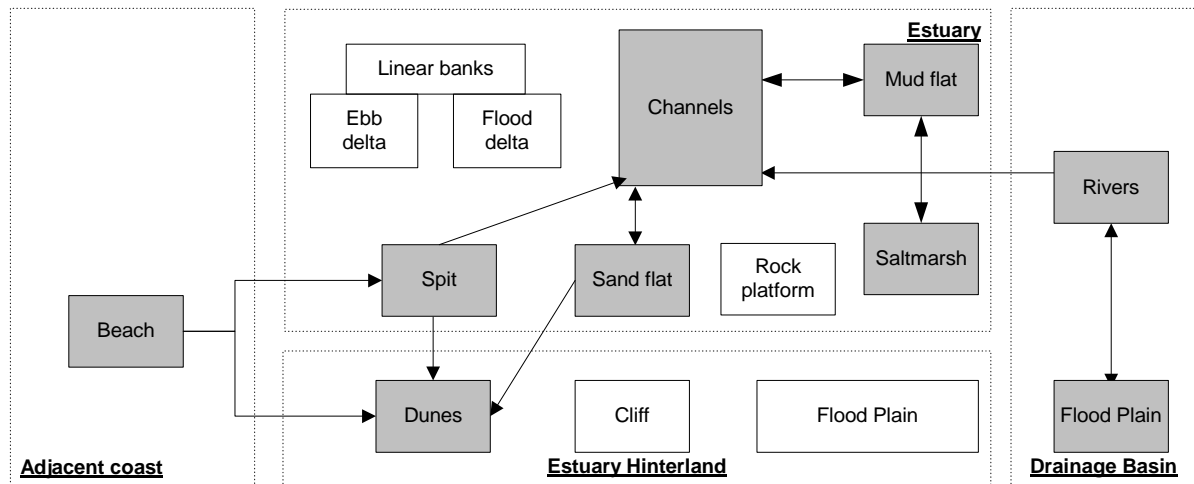 Estuary
Linear banks
Ebb
delta
Flood
delta
Channels
Mud flat
Rivers
Spit
Sand flat
Rock
platform
Saltmarsh
Beach
Dunes
Cliff
Flood Plain
Flood Plain
Adjacent coast
Estuary Hinterland
Drainage Basin